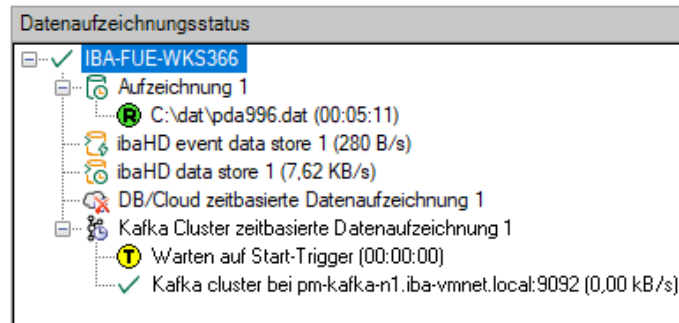 Datenaufzeichnungsstatus
IBA-FUE-WKS366
Aufzeichnung 1
R C:\dat\pda996.dat (00:05:11)
ibaHD event data store 1 (280 B/s)
ibaHD data store 1 (7,62 KB/s)
DB/Cloud zeitbasierte Datenaufzeichnung 1
Kafka Cluster zeitbasierte Datenaufzeichnung 1
T Warten auf Start-Trigger (00:00:00)
Kafka cluster bei pm-kafka-n1.iba-vmnet.local:9092 (0,00 kB/s)